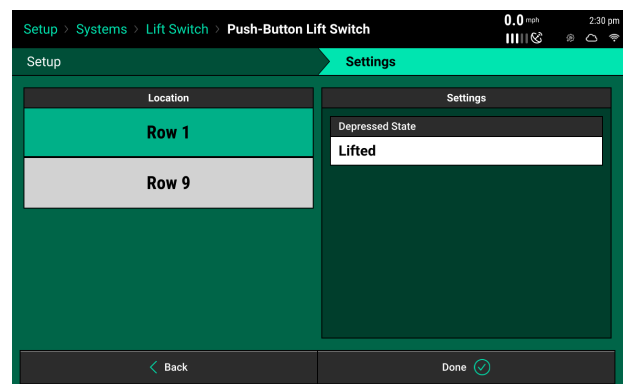 Setup > Systems > Lift Switch > Push-Button Lift Switch
0.0 mph
2:30 pm
Setup
Settings
Location
Row 1
Row 9
Settings
Depressed State
Lifted
Back
Done